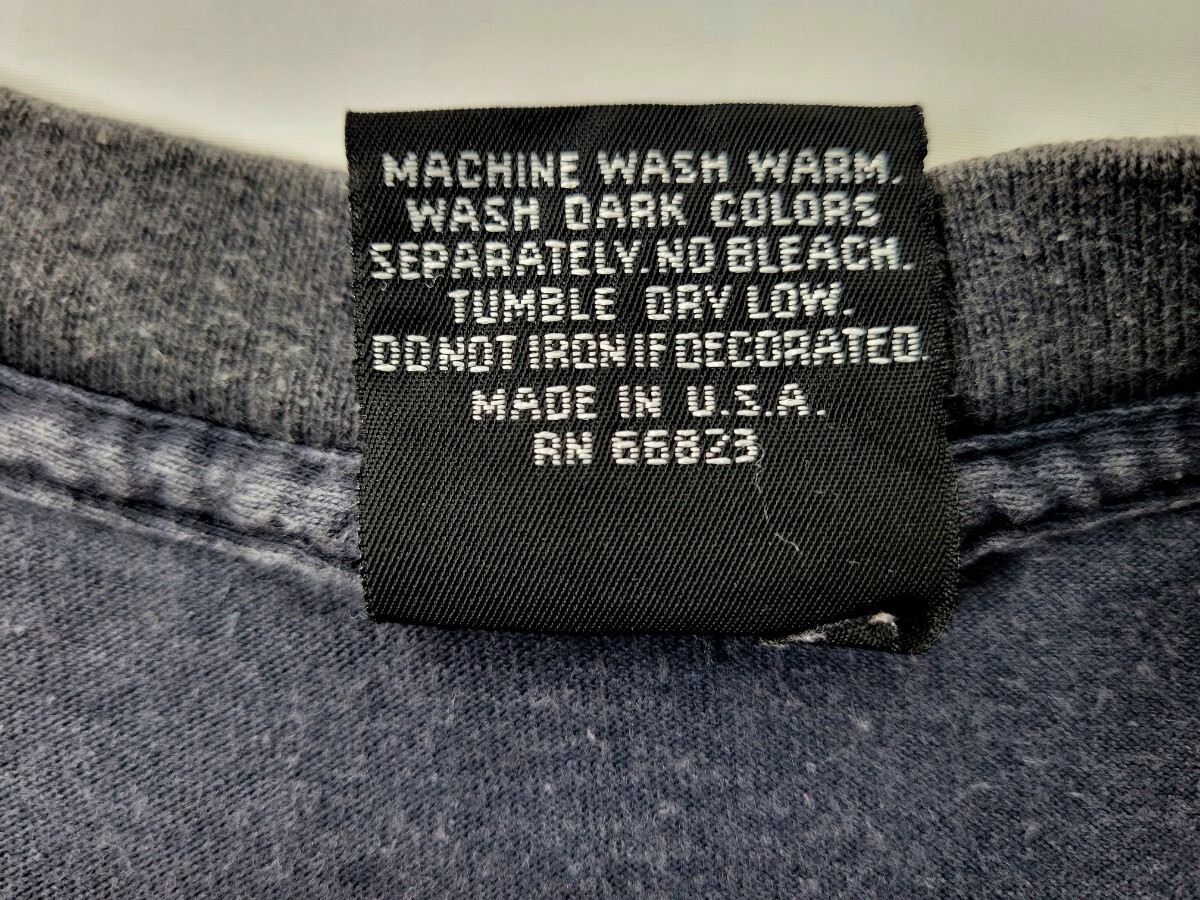 MACHINE WASH WARM.
WASH DARK COLORS
SEPARATELY. NO BLEACH.
TUMBLE DRY LOW.
DO NOT IRON IF DECORATED.
MADE IN U.S.A.
RN 66823